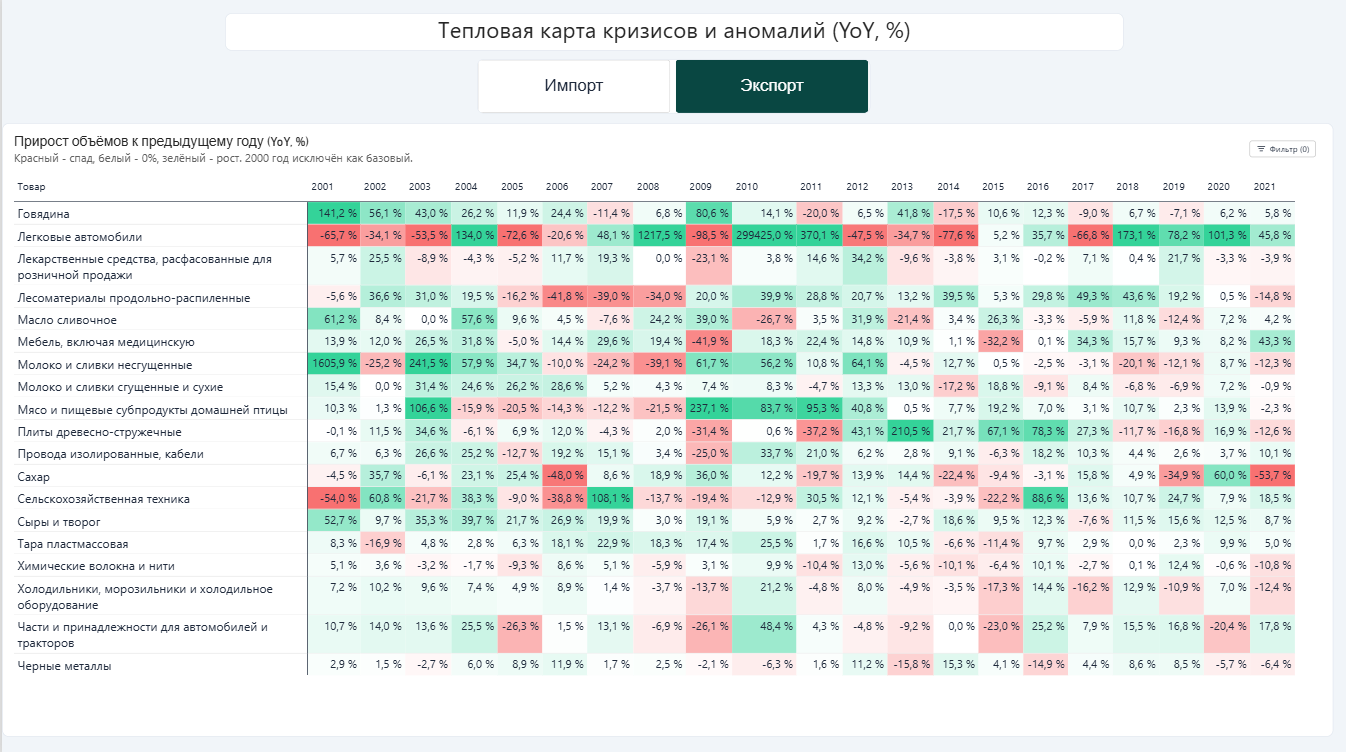 Тепловая карта кризисов и аномалий (YoY, %)
Импорт Экспорт
Прирост объёмов к предыдущему году (YoY, %)
Красный - спад, белый - 0%, зелёный - рост. 2000 год исключён как базовый.
Фильтр (0)
Товар 2001 2002 2003 2004 2005 2006 2007 2008 2009 2010 2011 2012 2013 2014 2015 2016 2017 2018 2019 2020 2021
Говядина 141,2 % 56,1 % 43,0 % 26,2 % 11,9 % 24,4 % -11,4 % 6,8 % 80,6 % 14,1 % -20,0 % 6,5 % 41,8 % -17,5 % 10,6 % 12,3 % -9,0 % 6,7 % -7,1 % 6,2 % 5,8 %
Легковые автомобили -65,7 % -34,1 % -53,5 % 134,0 % -72,6 % -20,6 % 48,1 % 1217,5 % -98,5 % 299425,0 % 370,1 % -47,5 % -34,7 % -77,6 % 5,2 % 35,7 % -66,8 % 173,1 % 78,2 % 101,3 % 45,8 %
Лекарственные средства, расфасованные для
розничной продажи 5,7 % 25,5 % -8,9 % -4,3 % -5,2 % 11,7 % 19,3 % 0,0 % -23,1 % 3,8 % 14,6 % 34,2 % -9,6 % -3,8 % 3,1 % -0,2 % 7,1 % 0,4 % 21,7 % -3,3 % -3,9 %
Лесоматериалы продольно-распиленные -5,6 % 36,6 % 31,0 % 19,5 % -16,2 % -41,8 % -39,0 % -34,0 % 20,0 % 39,9 % 28,8 % 20,7 % 13,2 % 39,5 % 5,3 % 29,8 % 49,3 % 43,6 % 19,2 % 0,5 % -14,8 %
Масло сливочное 61,2 % 8,4 % 0,0 % 57,6 % 9,6 % 4,5 % -7,6 % 24,2 % 39,0 % -26,7 % 3,5 % 31,9 % -21,4 % 3,4 % 26,3 % -3,3 % -5,9 % 11,8 % -12,4 % 7,2 % 4,2 %
Мебель, включая медицинскую 13,9 % 12,0 % 26,5 % 31,8 % -5,0 % 14,4 % 29,6 % 19,4 % -41,9 % 18,3 % 22,4 % 14,8 % 10,9 % 1,1 % -32,2 % 0,1 % 34,3 % 15,7 % 9,3 % 8,2 % 43,3 %
Молоко и сливки несгущенные 1605,9 % -25,2 % 241,5 % 57,9 % 34,7 % -10,0 % -24,2 % -39,1 % 61,7 % 56,2 % 10,8 % 64,1 % -4,5 % 12,7 % 0,5 % -2,5 % -3,1 % -20,1 % -12,1 % 8,7 % -12,3 %
Молоко и сливки сгущенные и сухие 15,4 % 0,0 % 31,4 % 24,6 % 26,2 % 28,6 % 5,2 % 4,3 % 7,4 % 8,3 % -4,7 % 13,3 % 13,0 % -17,2 % 18,8 % -9,1 % 8,4 % -6,8 % -6,9 % 7,2 % -0,9 %
Мясо и пищевые субпродукты домашней птицы 10,3 % 1,3 % 106,6 % -15,9 % -20,5 % -14,3 % -12,2 % -21,5 % 237,1 % 83,7 % 95,3 % 40,8 % 0,5 % 7,7 % 19,2 % 7,0 % 3,1 % 10,7 % 2,3 % 13,9 % -2,3 %
Плиты древесно-стружечные -0,1 % 11,5 % 34,6 % -6,1 % 6,9 % 12,0 % -4,3 % 2,0 % -31,4 % 0,6 % -37,2 % 43,1 % 210,5 % 21,7 % 67,1 % 78,3 % 27,3 % -11,7 % -16,8 % 16,9 % -12,6 %
Провода изолированные, кабели 6,7 % 6,3 % 26,6 % 25,2 % -12,7 % 19,2 % 15,1 % 3,4 % -25,0 % 33,7 % 21,0 % 6,2 % 2,8 % 9,1 % -6,3 % 18,2 % 10,3 % 4,4 % 2,6 % 3,7 % 10,1 %
Сахар -4,5 % 35,7 % -6,1 % 23,1 % 25,4 % -48,0 % 8,6 % 18,9 % 36,0 % 12,2 % -19,7 % 13,9 % 14,4 % -22,4 % -9,4 % -3,1 % 15,8 % 4,9 % -34,9 % 60,0 % -53,7 %
Сельскохозяйственная техника -54,0 % 60,8 % -21,7 % 38,3 % -9,0 % -38,8 % 108,1 % -13,7 % -19,4 % -12,9 % 30,5 % 12,1 % -5,4 % -3,9 % -22,2 % 88,6 % 13,6 % 10,7 % 24,7 % 7,9 % 18,5 %
Сыры и творог 52,7 % 9,7 % 35,3 % 39,7 % 21,7 % 26,9 % 19,9 % 3,0 % 19,1 % 5,9 % 2,7 % 9,2 % -2,7 % 18,6 % 9,5 % 12,3 % -7,6 % 11,5 % 15,6 % 12,5 % 8,7 %
Тара пластмассовая 8,3 % -16,9 % 4,8 % 2,8 % 6,3 % 18,1 % 22,9 % 18,3 % 17,4 % 25,5 % 1,7 % 16,6 % 10,5 % -6,6 % -11,4 % 9,7 % 2,9 % 0,0 % 2,3 % 9,9 % 5,0 %
Химические волокна и нити 5,1 % 3,6 % -3,2 % -1,7 % -9,3 % 8,6 % 5,1 % -5,9 % 3,1 % 9,9 % -10,4 % 13,0 % -5,6 % -10,1 % -6,4 % 10,1 % -2,7 % 0,1 % 12,4 % -0,6 % -10,8 %
Холодильники, морозильники и холодильное
оборудование 7,2 % 10,2 % 9,6 % 7,4 % 4,9 % 8,9 % 1,4 % -3,7 % -13,7 % 21,2 % -4,8 % 8,0 % -4,9 % -3,5 % -17,3 % 14,4 % -16,2 % 12,9 % -10,9 % 7,0 % -12,4 %
Части и принадлежности для автомобилей и
тракторов 10,7 % 14,0 % 13,6 % 25,5 % -26,3 % 1,5 % 13,1 % -6,9 % -26,1 % 48,4 % 4,3 % -4,8 % -9,2 % 0,0 % -23,0 % 25,2 % 7,9 % 15,5 % 16,8 % -20,4 % 17,8 %
Черные металлы 2,9 % 1,5 % -2,7 % 6,0 % 8,9 % 11,9 % 1,7 % 2,5 % -2,1 % -6,3 % 1,6 % 11,2 % -15,8 % 15,3 % 4,1 % -14,9 % 4,4 % 8,6 % 8,5 % -5,7 % -6,4 %